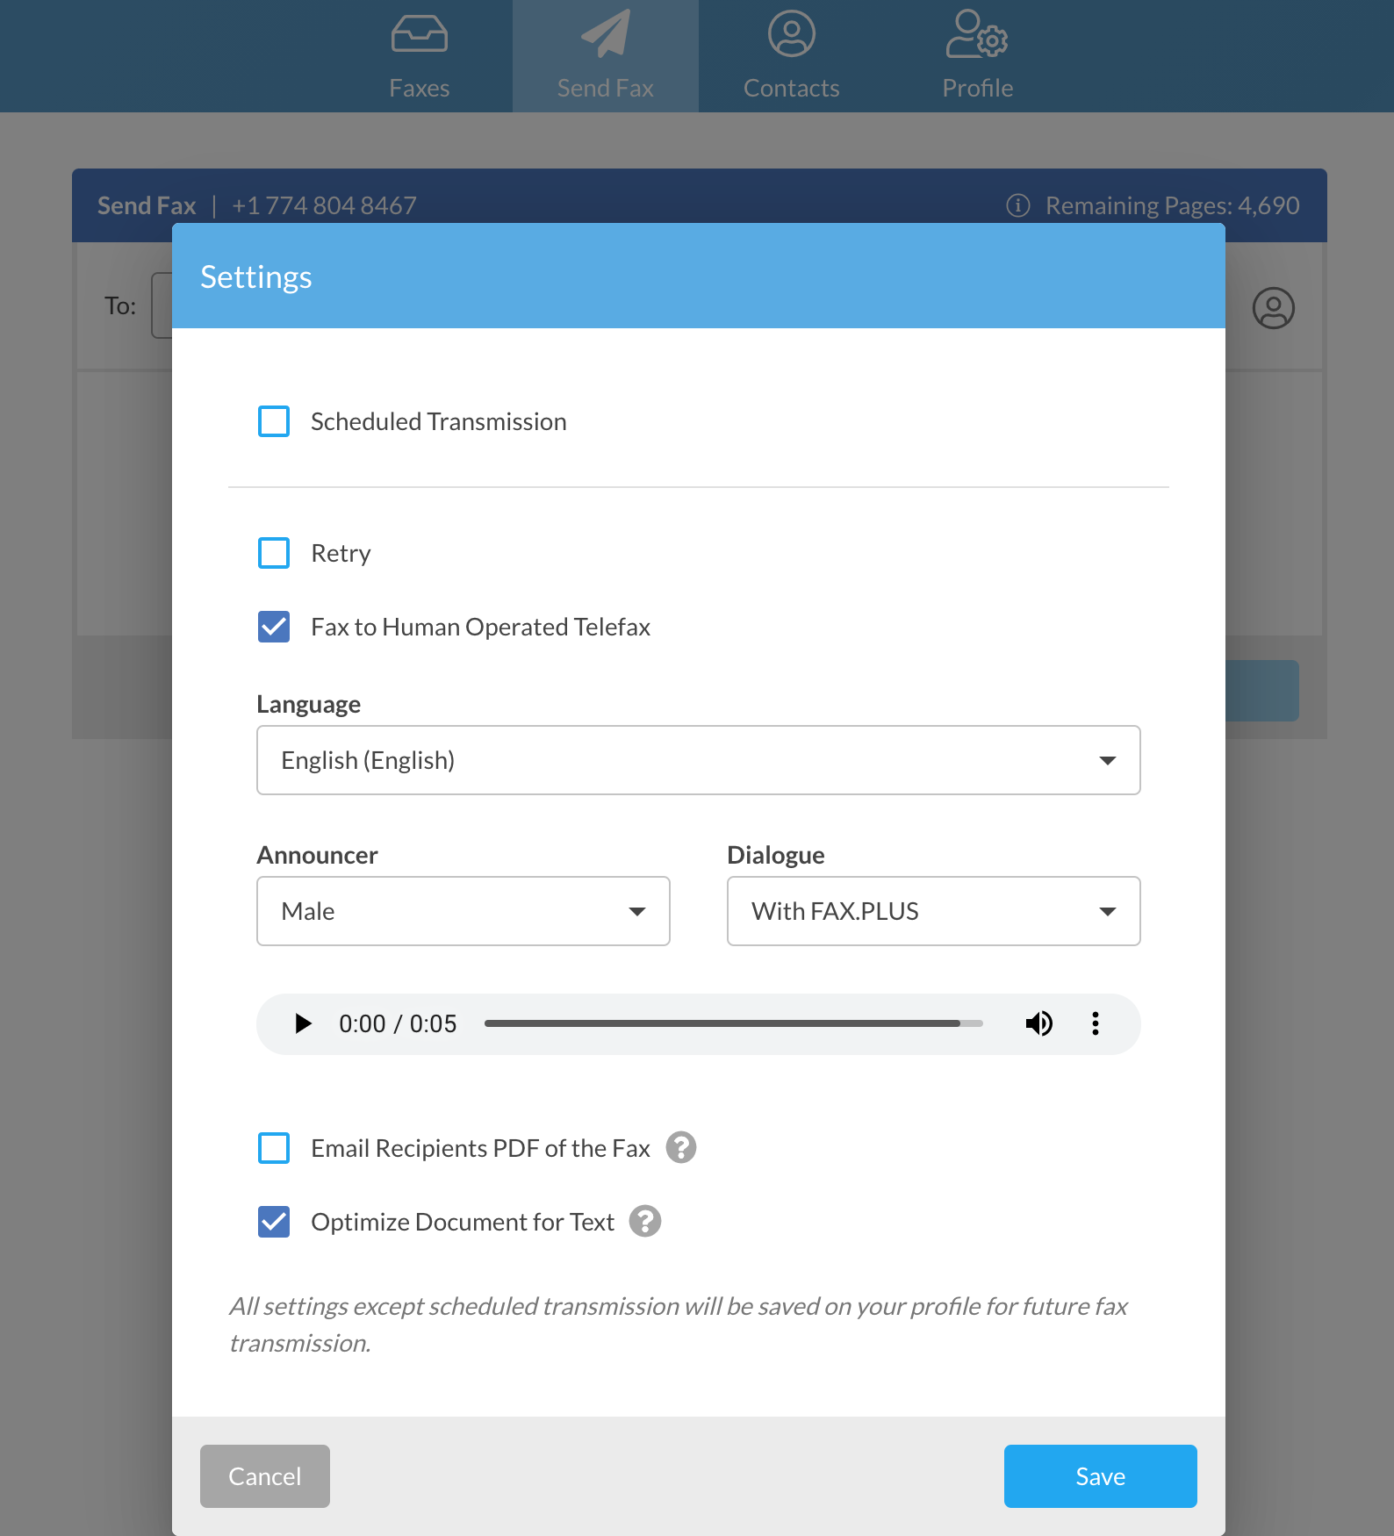 Faxes
Send Fax
Contacts
Profile
Send Fax | +1 774 804 8467
Remaining Pages: 4,690
To:
Settings
Scheduled Transmission
Retry
Fax to Human Operated Telefax
Language
English (English)
Announcer
Dialogue
Male
With FAX.PLUS
0:00 / 0:05
Email Recipients PDF of the Fax ?
Optimize Document for Text ?
All settings except scheduled transmission will be saved on your profile for future fax
transmission.
Cancel
Save